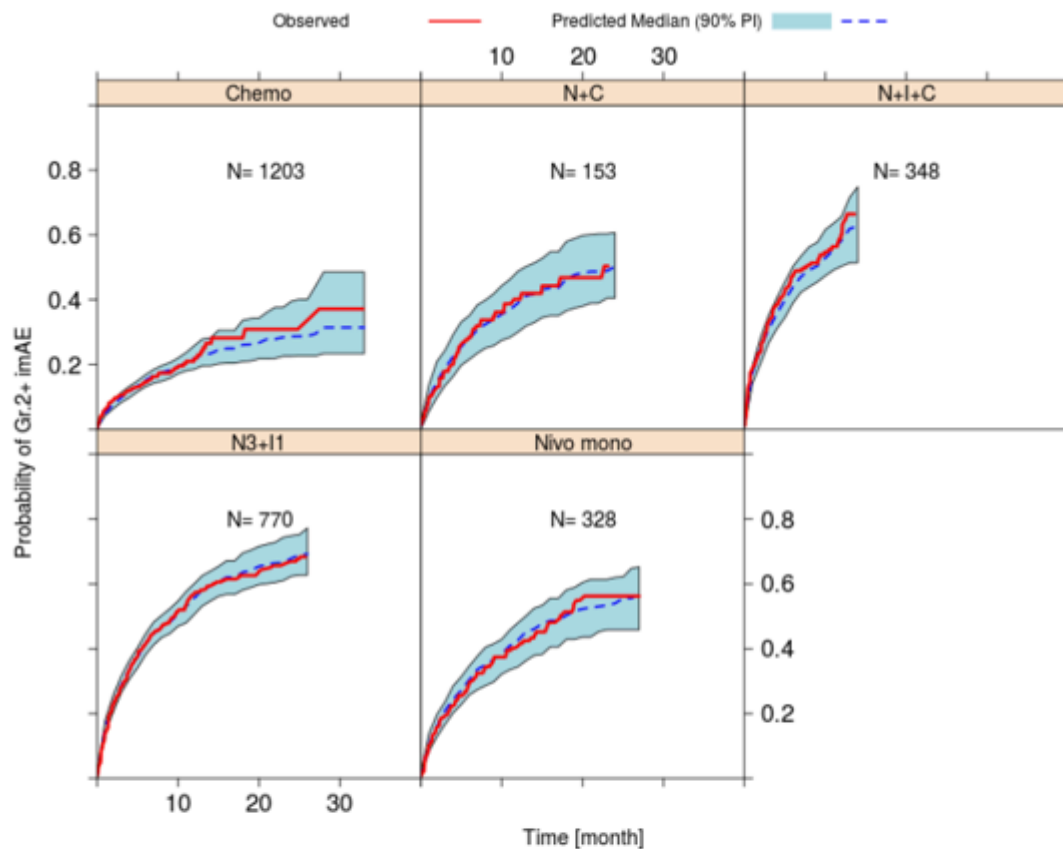 Observed Predicted Median (90% PI)
10 20 30
Chemo N+C N+I+C
N= 1203 N= 153 N= 348
0.8
0.6
0.4
0.2
Probability of Gr.2+ imAE
N3+I1 Nivo mono
N= 770 N= 328
0.8
0.6
0.4
0.2
10 20 30
Time [month]